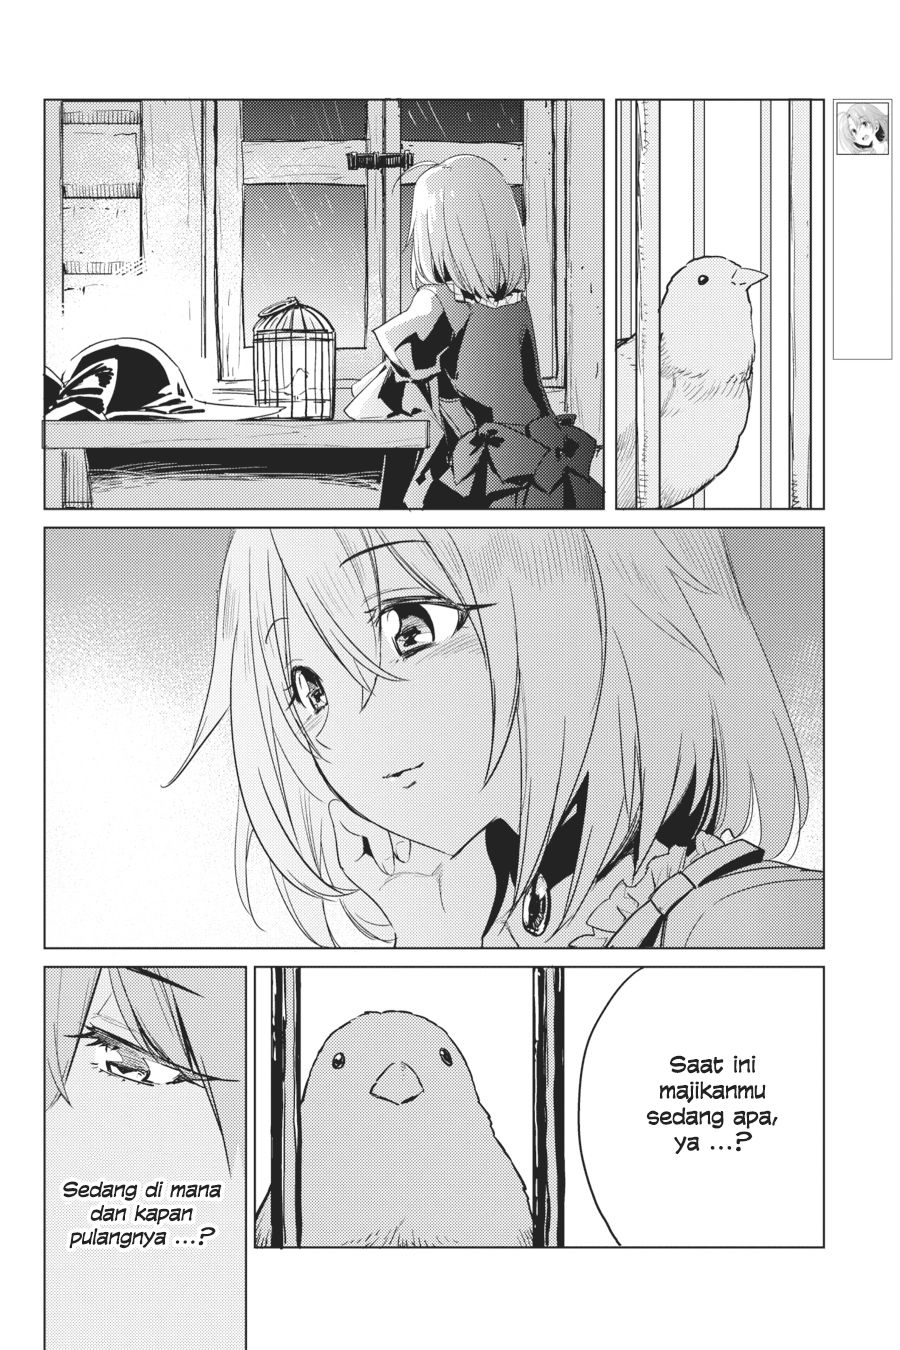 Saat ini
majikanmu
sedang apa,
ya ...?
Sedang di mana
dan kapan
pulangnya ...?